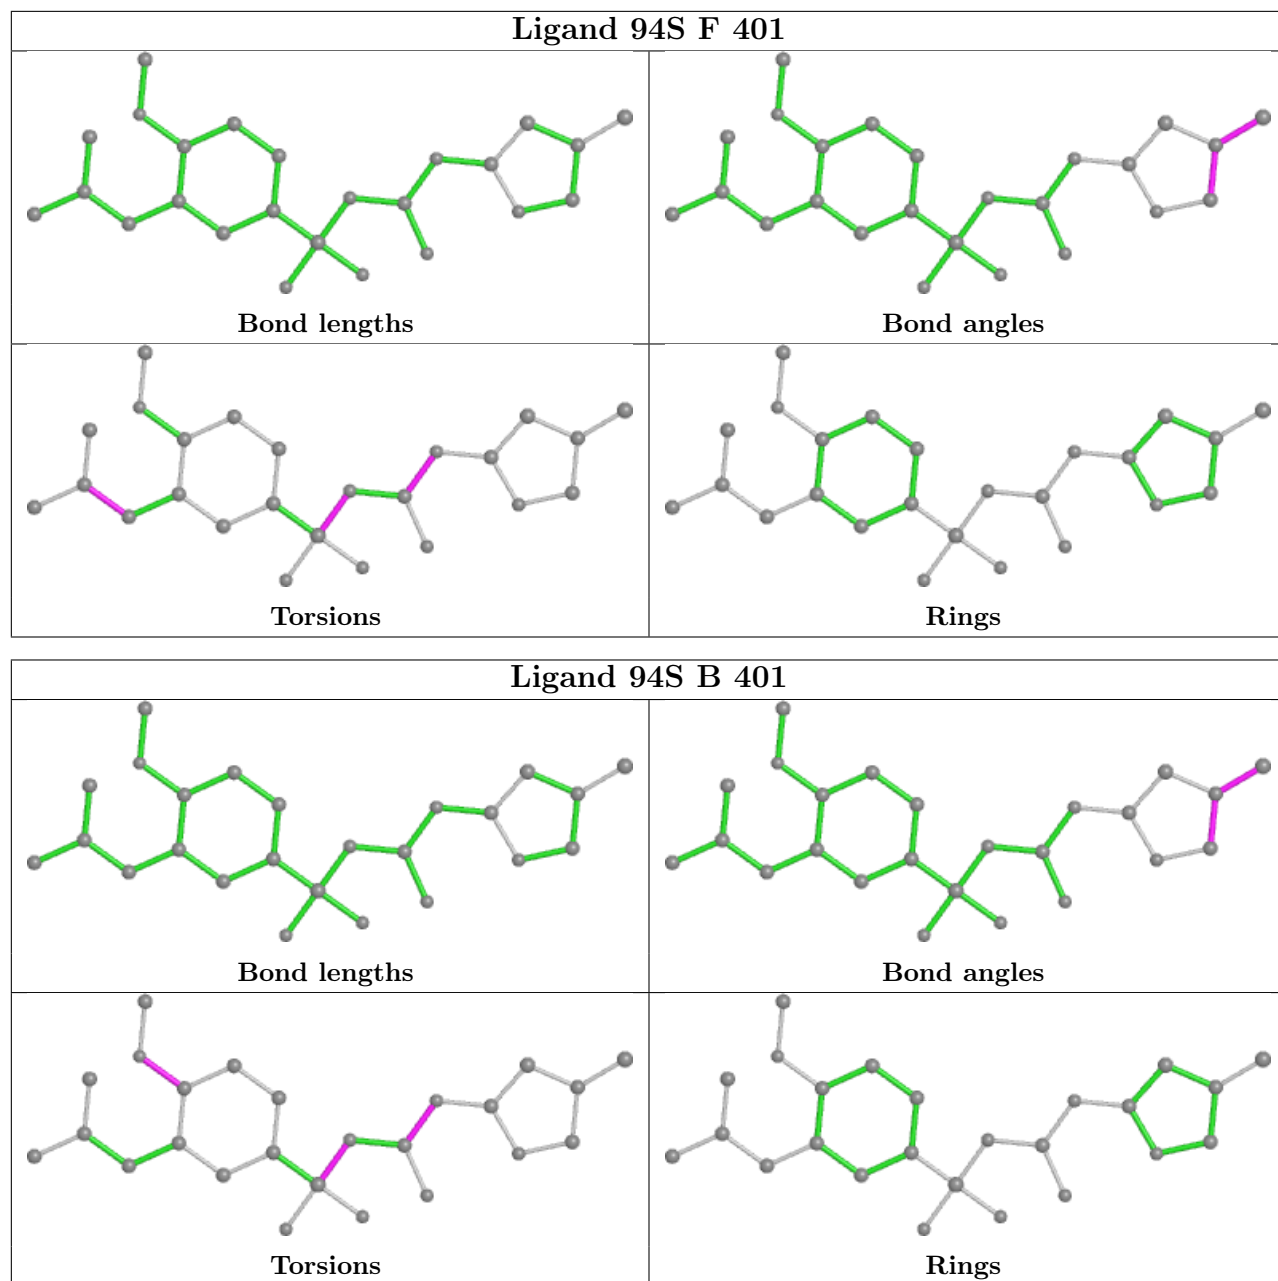 Ligand 94S F 401
Bond lengths
Bond angles
Torsions
Rings
Ligand 94S B 401
Bond lengths
Bond angles
Torsions
Rings